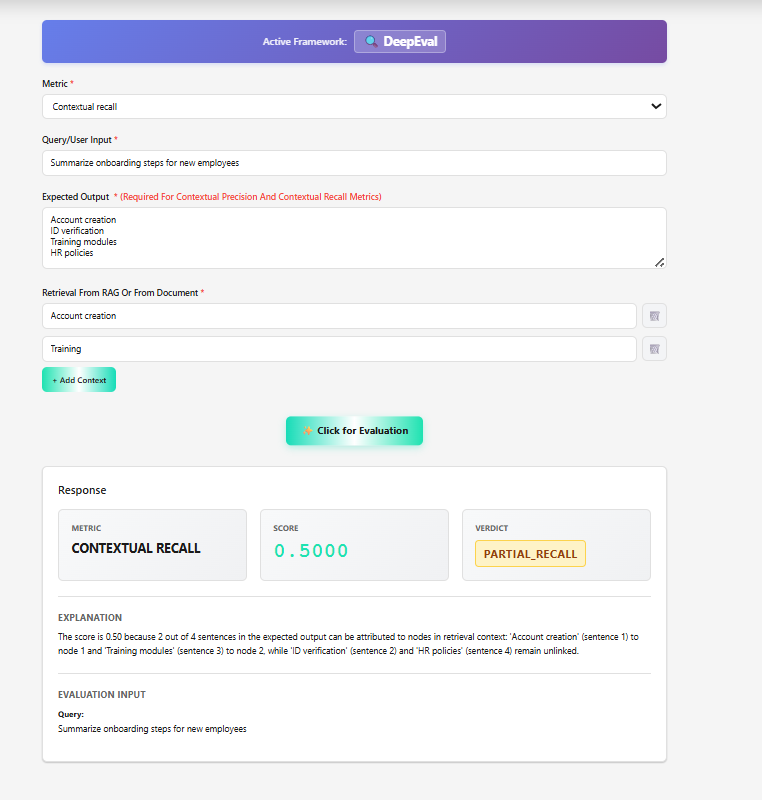 Active Framework: DeepEval
Metric *
Contextual recall
Query/User Input *
Summarize onboarding steps for new employees
Expected Output * (Required For Contextual Precision And Contextual Recall Metrics)
Account creation
ID verification
Training modules
HR policies
Retrieval From RAG Or From Document *
Account creation
Training
+ Add Context
✨ Click for Evaluation
Response
METRIC
CONTEXTUAL RECALL
SCORE
0.5000
VERDICT
PARTIAL_RECALL
EXPLANATION
The score is 0.50 because 2 out of 4 sentences in the expected output can be attributed to nodes in retrieval context: 'Account creation' (sentence 1) to
node 1 and 'Training modules' (sentence 3) to node 2, while 'ID verification' (sentence 2) and 'HR policies' (sentence 4) remain unlinked.
EVALUATION INPUT
Query:
Summarize onboarding steps for new employees